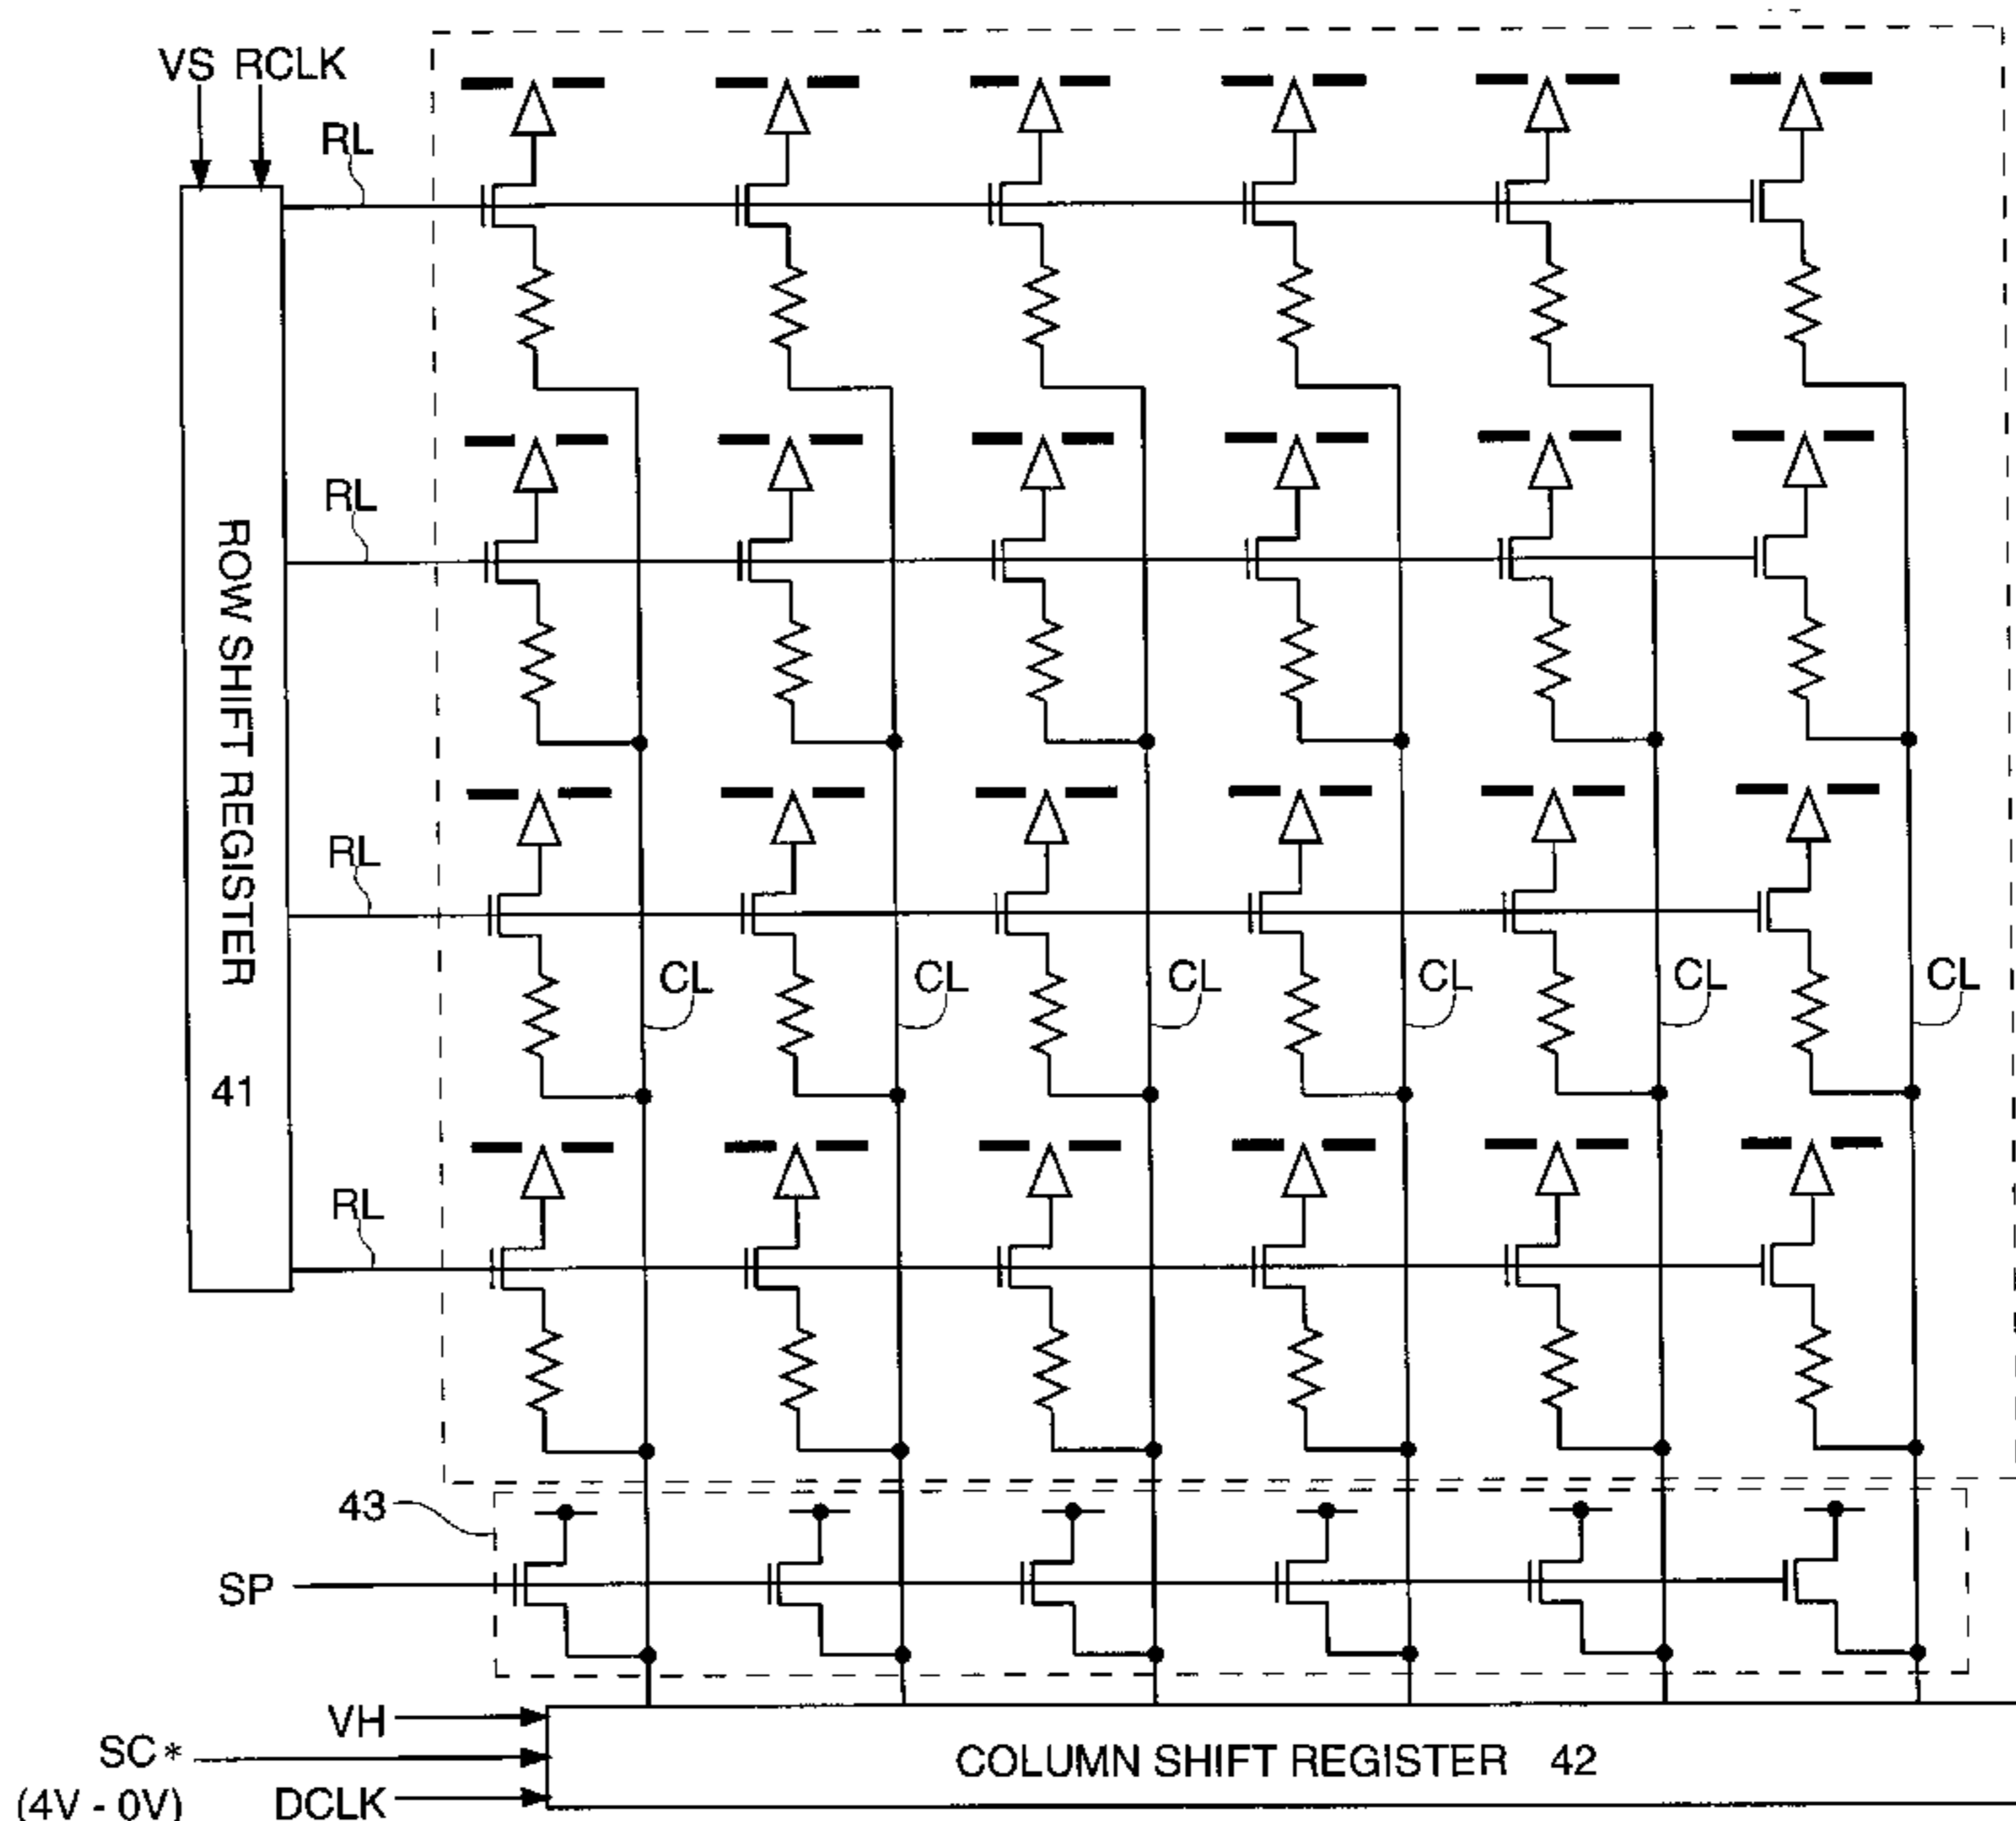 VS RCLK
RL
RL
ROW SHIFT REGISTER
41
RL
CL CL CL CL CL CL
RL
43
SP
VH
SC*
(4V - 0V)
DCLK
COLUMN SHIFT REGISTER 42